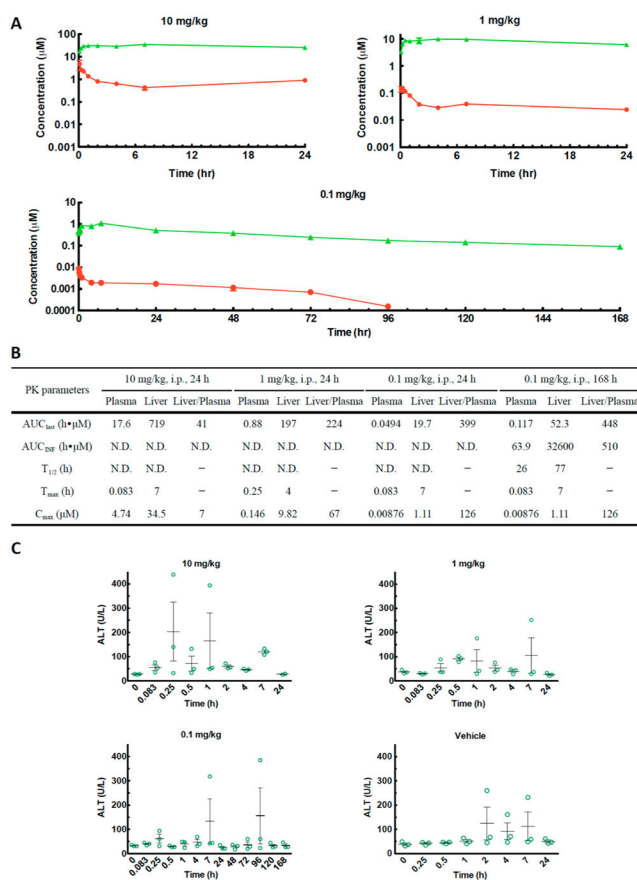 A
10 mg/kg
1 mg/kg
Concentration (μM)
100
10
1
0.1
0.01
0.001
0
6
12
18
24
Time (hr)
Concentration (μM)
10
1
0.1
0.01
0.001
0
6
12
18
24
Time (hr)
0.1 mg/kg
Concentration (μM)
10
1
0.1
0.01
0.001
0.0001
0
24
48
72
96
120
144
168
Time (hr)
B
PK parameters
10 mg/kg, i.p., 24 h
1 mg/kg, i.p., 24 h
0.1 mg/kg, i.p., 24 h
0.1 mg/kg, i.p., 168 h
Plasma Liver Liver/Plasma Plasma Liver Liver/Plasma Plasma Liver Liver/Plasma Plasma Liver Liver/Plasma
AUClast (h•μM) 17.6 719 41 0.88 197 224 0.0494 19.7 399 0.117 52.3 448
AUCINF (h•μM) N.D. N.D. N.D. N.D. N.D. N.D. N.D. N.D. N.D. 63.9 32600 510
T1/2 (h) N.D. N.D. – N.D. N.D. – N.D. N.D. – 26 77 –
Tmax (h) 0.083 7 – 0.25 4 – 0.083 7 – 0.083 7 –
Cmax (μM) 4.74 34.5 7 0.146 9.82 67 0.00876 1.11 126 0.00876 1.11 126
C
10 mg/kg
ALT (U/L)
400
300
200
100
0
0
0.083
0.25
0.5
1
2
4
7
24
Time (h)
1 mg/kg
ALT (U/L)
400
300
200
100
0
0
0.083
0.25
0.5
1
2
4
7
24
Time (h)
0.1 mg/kg
ALT (U/L)
400
300
200
100
0
0
0.083
0.25
0.5
1
4
7
24
48
72
96
120
168
Time (h)
Vehicle
ALT (U/L)
400
300
200
100
0
0
0.25
0.5
1
2
4
7
24
Time (h)